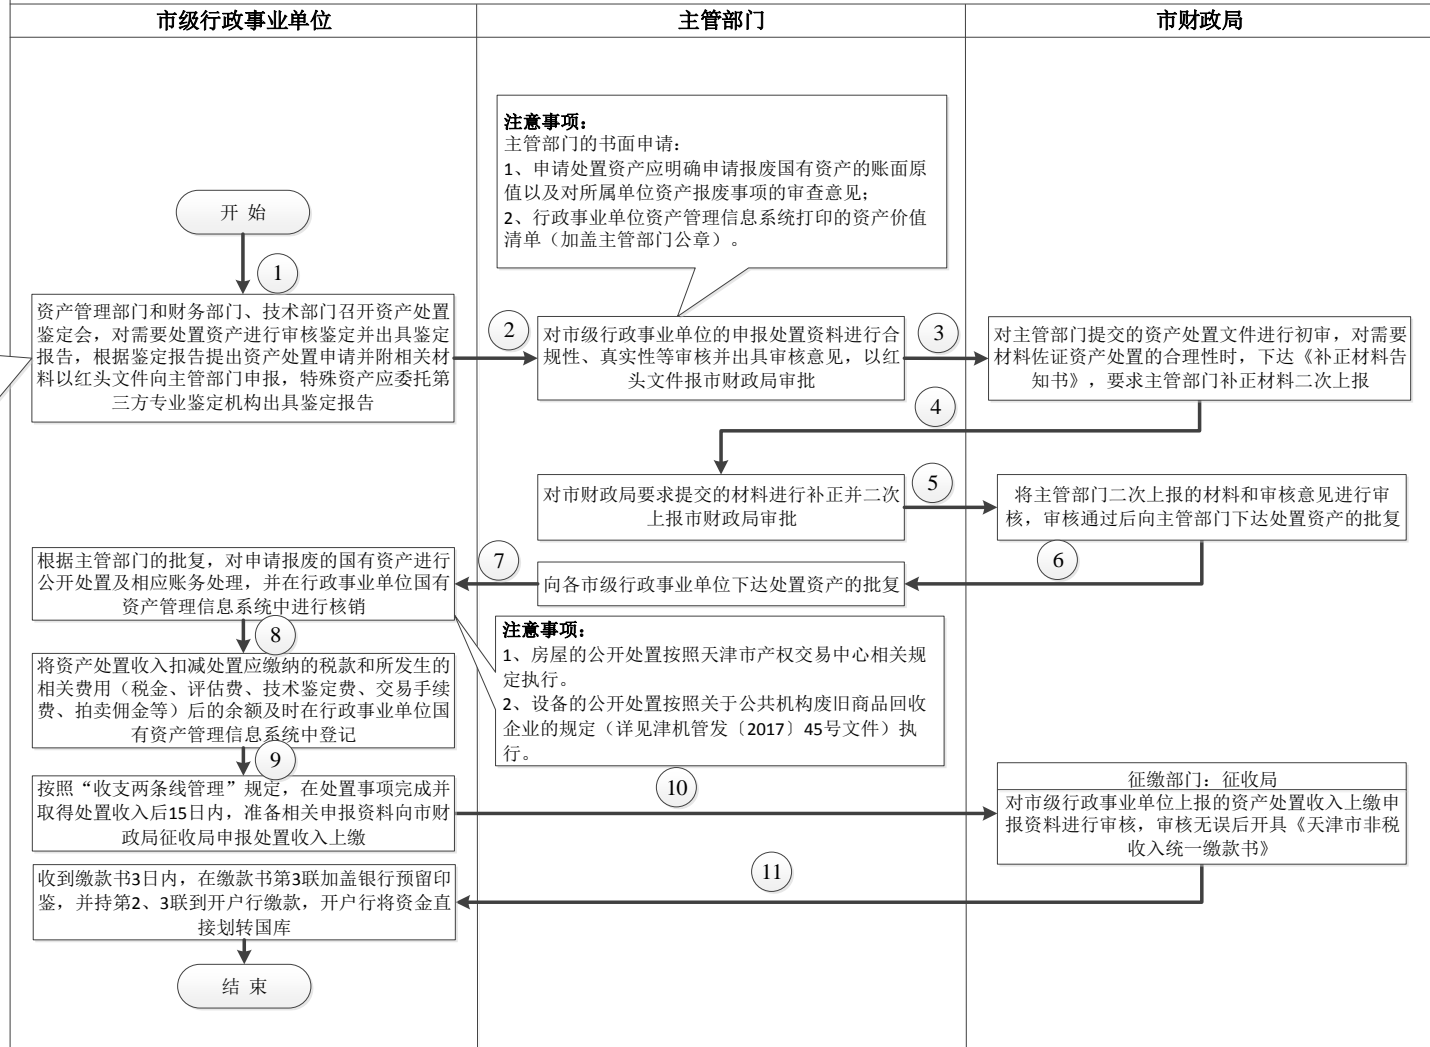 市级行政事业单位
主管部门
市财政局
注意事项：
主管部门的书面申请：
1、申请处置资产应明确申请报废国有资产的账面原
值以及对所属单位资产报废事项的审查意见；
2、行政事业单位资产管理信息系统打印的资产价值
清单（加盖主管部门公章）。
开 始
1
资产管理部门和财务部门、技术部门召开资产处置
鉴定会，对需要处置资产进行审核鉴定并出具鉴定
报告，根据鉴定报告提出资产处置申请并附相关材
料以红头文件向主管部门申报，特殊资产应委托第
三方专业鉴定机构出具鉴定报告
2
对市级行政事业单位的申报处置资料进行合
规性、真实性等审核并出具审核意见，以红
头文件报市财政局审批
3
对主管部门提交的资产处置文件进行初审，对需要
材料佐证资产处置的合理性时，下达《补正材料告
知书》，要求主管部门补正材料二次上报
4
对市财政局要求提交的材料进行补正并二次
上报市财政局审批
5
将主管部门二次上报的材料和审核意见进行审
核，审核通过后向主管部门下达处置资产的批复
6
向各市级行政事业单位下达处置资产的批复
7
根据主管部门的批复，对申请报废的国有资产进行
公开处置及相应账务处理，并在行政事业单位国有
资产管理信息系统中进行核销
注意事项：
1、房屋的公开处置按照天津市产权交易中心相关规
定执行。
2、设备的公开处置按照关于公共机构废旧商品回收
企业的规定（详见津机管发〔2017〕45号文件）执
行。
8
将资产处置收入扣减处置应缴纳的税款和所发生的
相关费用（税金、评估费、技术鉴定费、交易手续
费、拍卖佣金等）后的余额及时在行政事业单位国
有资产管理信息系统中登记
9
按照“收支两条线管理”规定，在处置事项完成并
取得处置收入后15日内，准备相关申报资料向市财
政局征收局申报处置收入上缴
10
征缴部门：征收局
对市级行政事业单位上报的资产处置收入上缴申
报资料进行审核，审核无误后开具《天津市非税
收入统一缴款书》
11
收到缴款书3日内，在缴款书第3联加盖银行预留印
鉴，并持第2、3联到开户行缴款，开户行将资金直
接划转国库
结 束